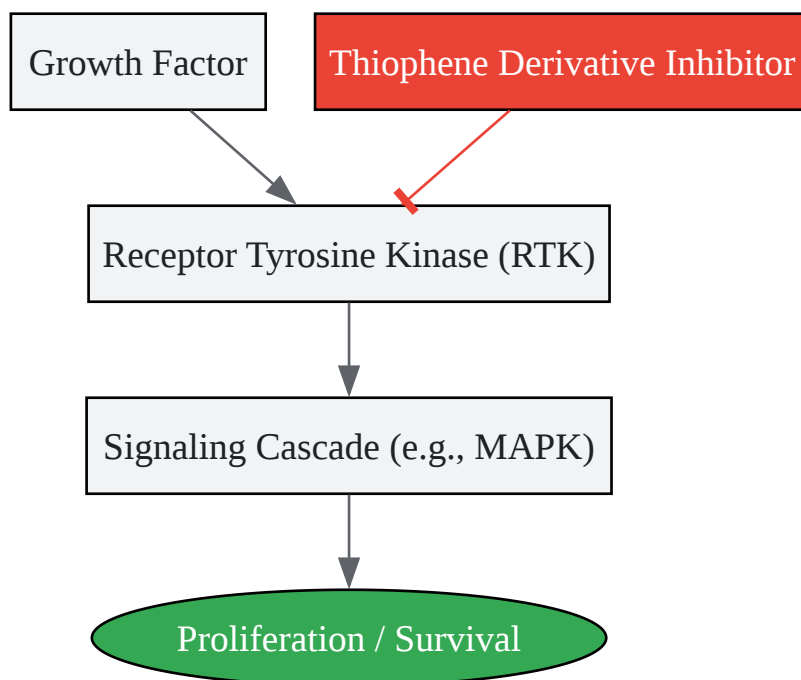 Growth Factor
Thiophene Derivative Inhibitor
Receptor Tyrosine Kinase (RTK)
Signaling Cascade (e.g., MAPK)
Proliferation / Survival